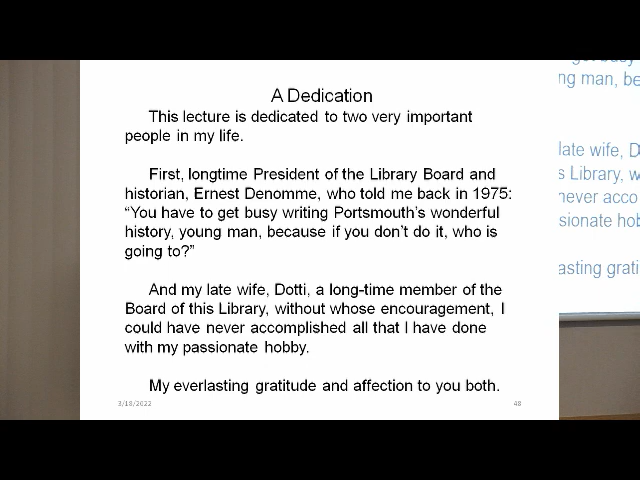 A Dedication
This lecture is dedicated to two very important
people in my life.
First, longtime President of the Library Board and
historian, Ernest Denomme, who told me back in 1975:
“You have to get busy writing Portsmouth’s wonderful
history, young man, because if you don’t do it, who is
going to?”
And my late wife, Dotti, a long-time member of the
Board of this Library, without whose encouragement, I
could have never accomplished all that I have done
with my passionate hobby.
My everlasting gratitude and affection to you both.
3/18/2022
48
ng man, be
late wife, D
s Library, w
never acco
sionate hob
asting grati